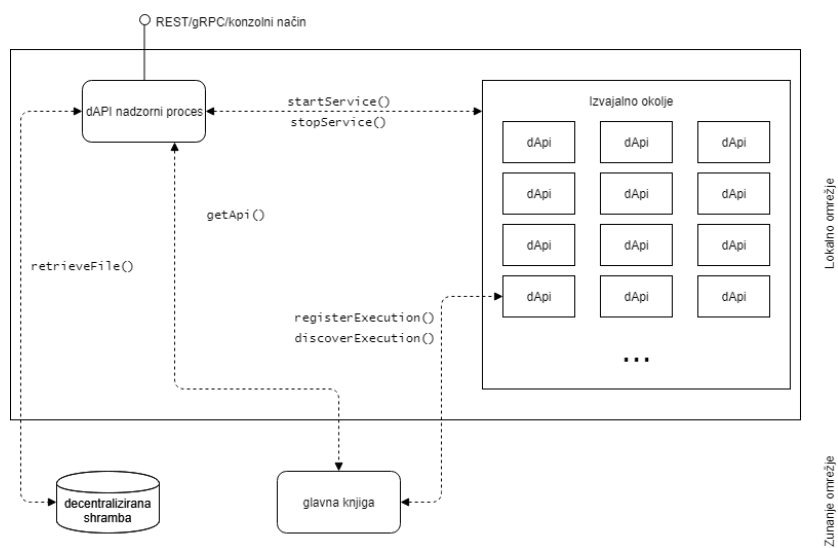 REST/gRPC/konzolni način
dAPI nadzorni proces
startService()
stopService()
Izvajalno okolje
dApi dApi dApi
dApi dApi dApi
dApi dApi dApi
dApi dApi dApi
...
getApi()
retrieveFile()
registerExecution()
discoverExecution()
Lokalno omrežje
decentralizirana
shramba
glavna knjiga
Zunanje omrežje